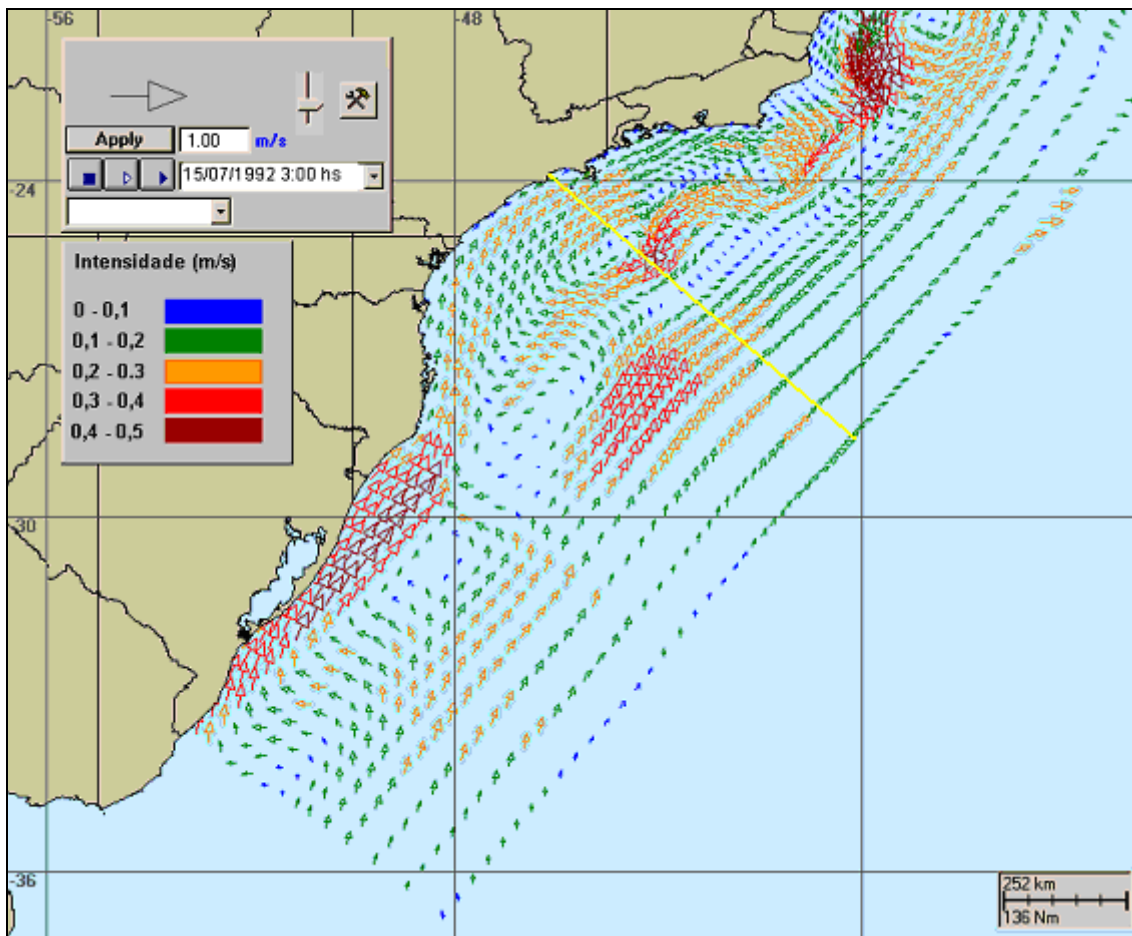 -56
-48
-40
Apply
1.00
m/s
15/07/1992 3:00 hs
-24
Intensidade (m/s)
0 - 0,1
0,1 - 0,2
0,2 - 0.3
0,3 - 0,4
0,4 - 0,5
-30
-36
252 km
136 Nm